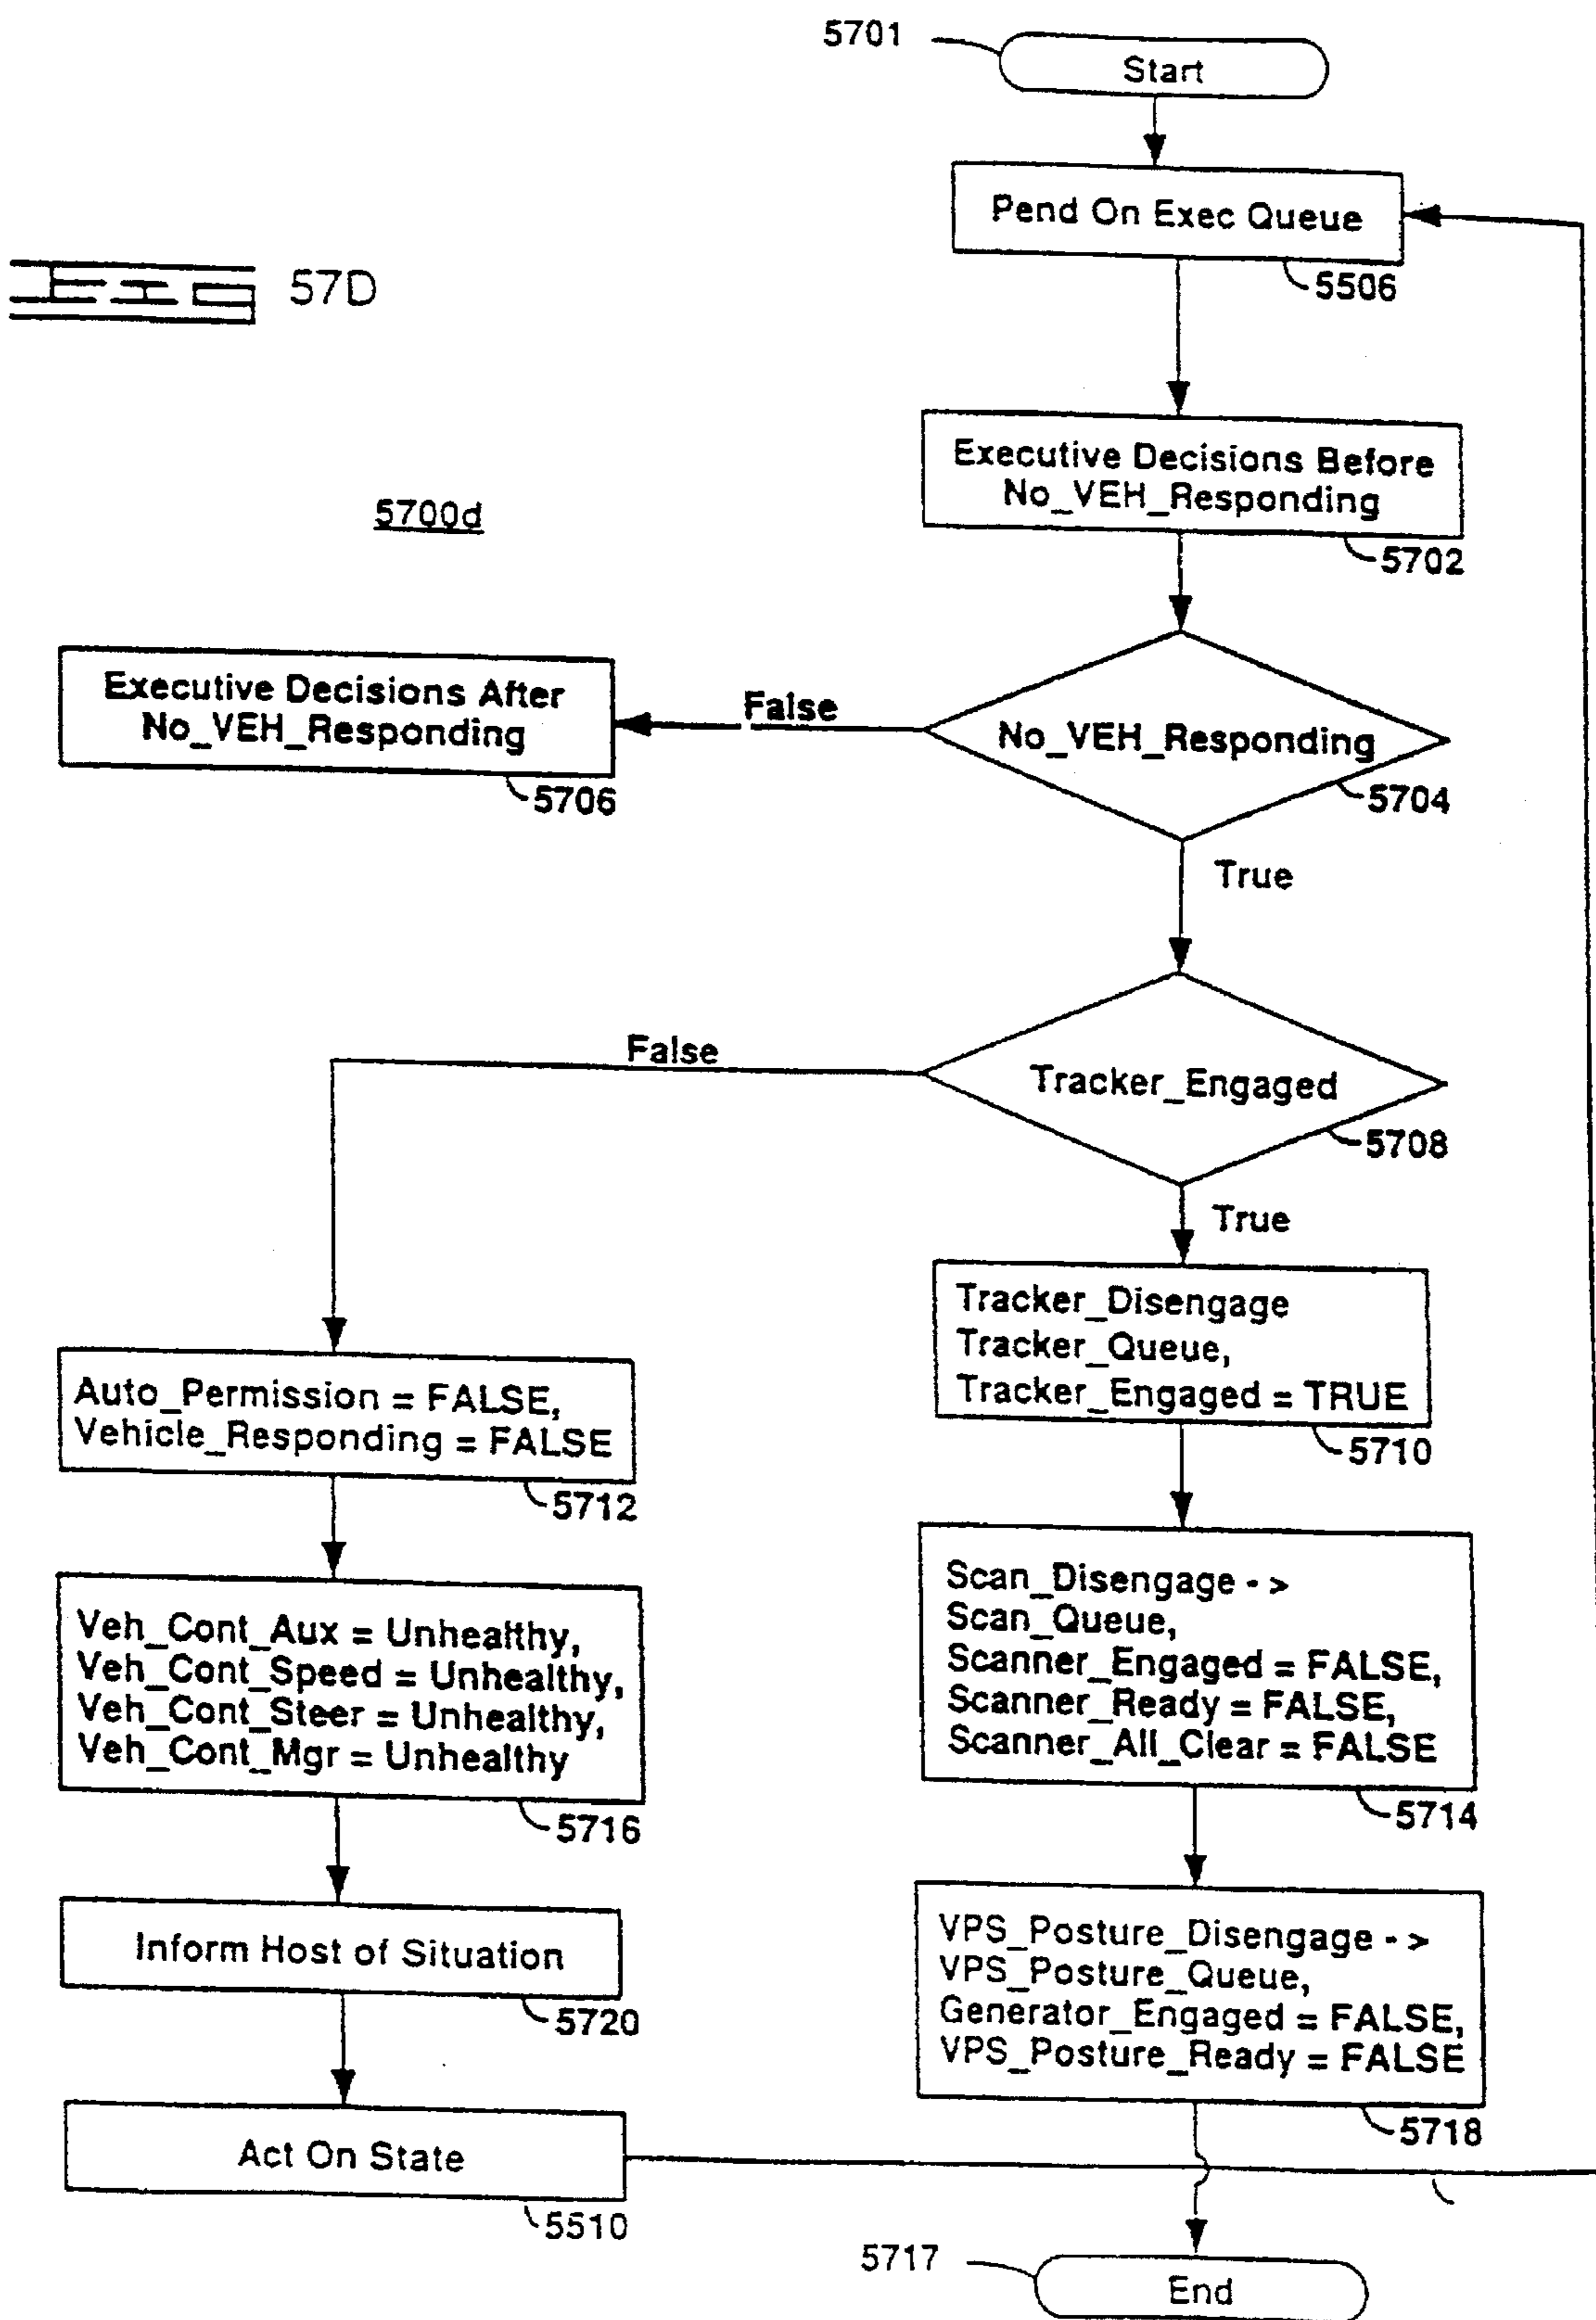 5701
Start
Pend On Exec Queue
5506
FIG 57D
Executive Decisions Before
No_VEH_Responding
5702
5700d
Executive Decisions After
No_VEH_Responding
5706
False
No_VEH_Responding
5704
True
False
Tracker_Engaged
5708
True
Tracker_Disengage
Tracker_Queue,
Tracker_Engaged = TRUE
5710
Auto_Permission = FALSE,
Vehicle_Responding = FALSE
5712
Scan_Disengage - >
Scan_Queue,
Scanner_Engaged = FALSE,
Scanner_Ready = FALSE,
Scanner_All_Clear = FALSE
5714
Veh_Cont_Aux = Unhealthy,
Veh_Cont_Speed = Unhealthy,
Veh_Cont_Steer = Unhealthy,
Veh_Cont_Mgr = Unhealthy
5716
VPS_Posture_Disengage - >
VPS_Posture_Queue,
Generator_Engaged = FALSE,
VPS_Posture_Ready = FALSE
5718
Inform Host of Situation
5720
Act On State
5510
5717
End